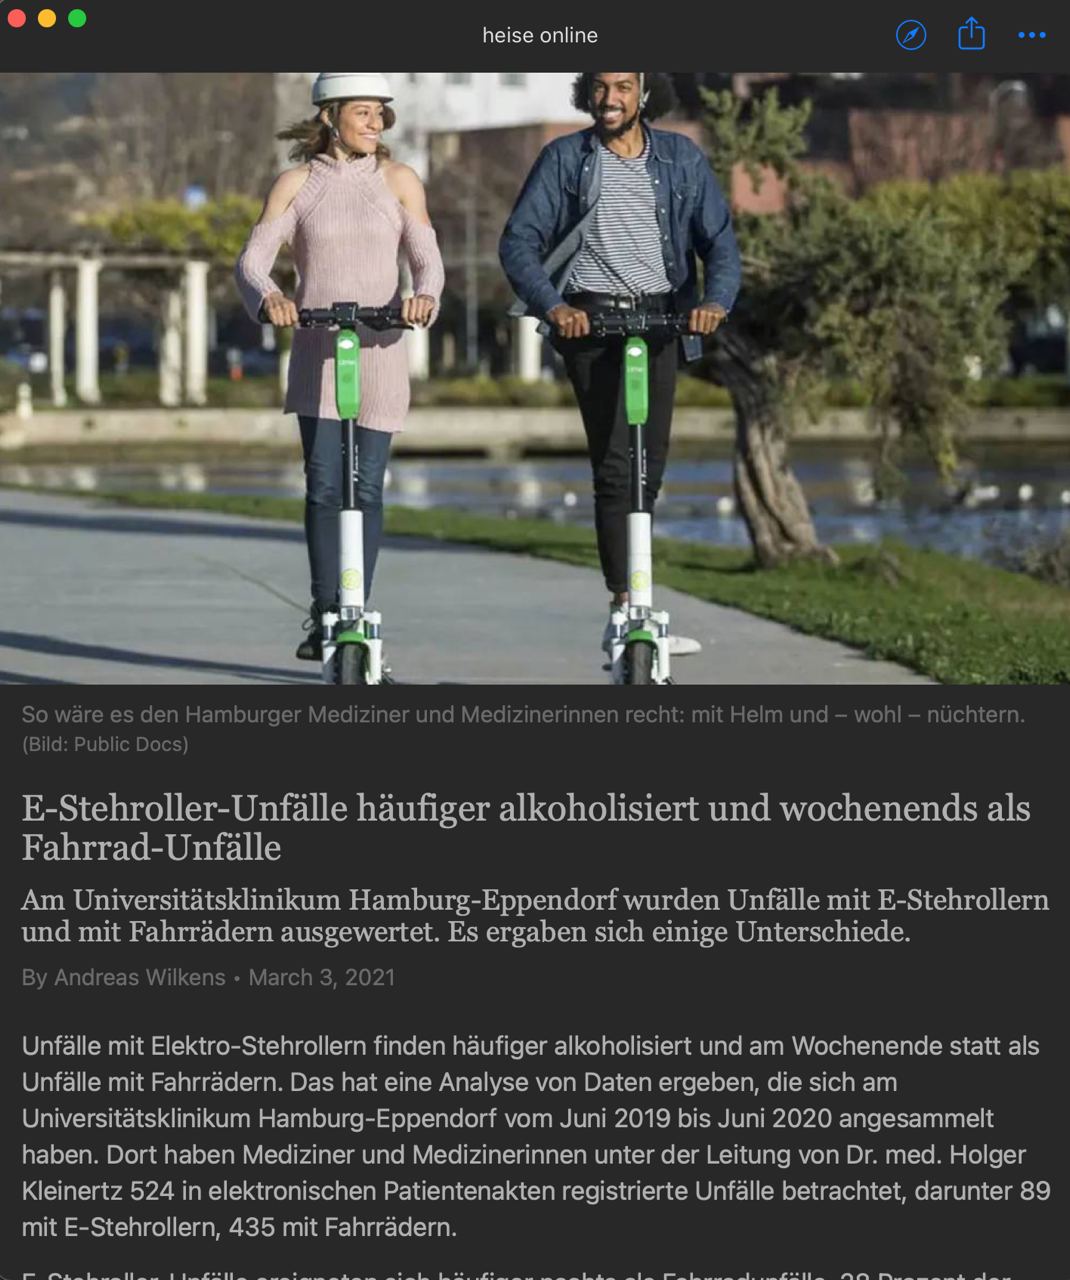 heise online
So wäre es den Hamburger Mediziner und Medizinerinnen recht: mit Helm und – wohl – nüchtern.
(Bild: Public Docs)
E-Stehroller-Unfälle häufiger alkoholisiert und wochenends als
Fahrrad-Unfälle
Am Universitätsklinikum Hamburg-Eppendorf wurden Unfälle mit E-Stehrollern
und mit Fahrrädern ausgewertet. Es ergaben sich einige Unterschiede.
By Andreas Wilkens • March 3, 2021
Unfälle mit Elektro-Stehrollern finden häufiger alkoholisiert und am Wochenende statt als
Unfälle mit Fahrrädern. Das hat eine Analyse von Daten ergeben, die sich am
Universitätsklinikum Hamburg-Eppendorf vom Juni 2019 bis Juni 2020 angesammelt
haben. Dort haben Mediziner und Medizinerinnen unter der Leitung von Dr. med. Holger
Kleinertz 524 in elektronischen Patientenakten registrierte Unfälle betrachtet, darunter 89
mit E-Stehrollern, 435 mit Fahrrädern.